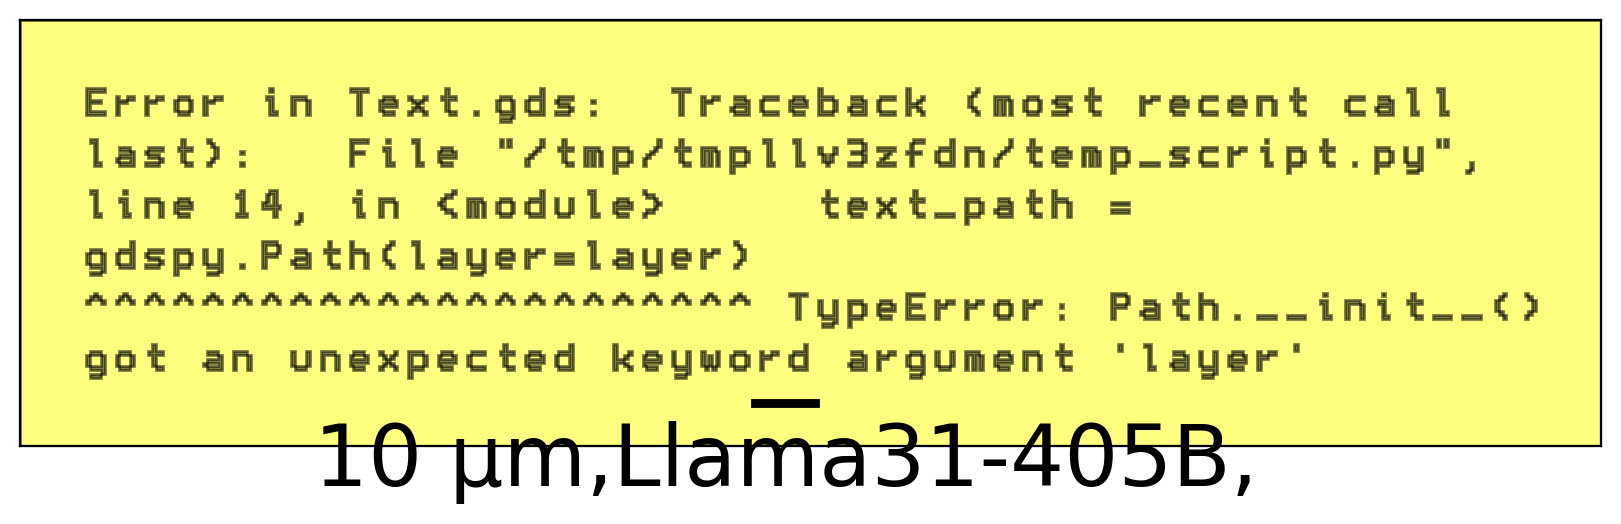 Error in Text.gds:  Traceback (most recent call
last):   File "/tmp/tmpllv3zfdn/temp_script.py",
line 14, in <module>     text_path =
gdspy.Path(layer=layer)
^^^^^^^^^^^^^^^^^^^^^^^ TypeError: Path.__init__()
got an unexpected keyword argument 'layer'
10 μm,Llama31-405B,